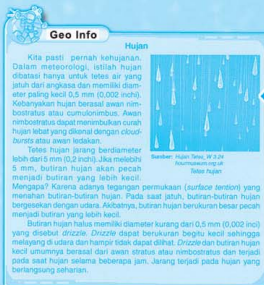 Geo Info
Hujan
Kita pasti pernah kehujanan.
Dalam meteorologi, istilah hujan
dibatasi hanya untuk tetes air yang
jatuh dari angkasa dan memiliki diam-
eter paling kecil 0,5 mm (0,002 inchi).
Kebanyakan hujan berasal awan nim-
bostratus atau cumulonimbus. Awan
nimbostratus dapat menimbulkan curah
hujan lebat yang dikenal dengan cloud-
bursts atau awan tedakan.
Tetes hujan jarang berdiameter
lebih dari 5 mm (0,2 inchi). Jika melebihi
5 mm, butiran hujan akan pecah
menjadi butiran yang lebih kecil.
Sumber: Hujan Tetes_W 3.24
Tetes hujan
Mengapa? Karena adanya tegangan permukaan (surface tention) yang
menahan butiran-butiran hujan. Pada saat jatuh, butiran-butiran hujan
bergesekan dengan udara. Akibatnya, butiran hujan berukuran besar pecah
menjadi butiran yang lebih kecil.
Butiran hujan halus memiliki diameter kurang dari 0,5 mm (0,002 inci)
yang disebut drizzle. Drizzle dapat berukuran begitu kecil sehingga
melayang di udara dan hampir tidak dapat dilihat. Drizzle dan butiran hujan
kecil umumnya berasal dari awan stratus atau nimbostratus dan terjadi
pada saat hujan selama beberapa jam. Jarang terjadi pada hujan yang
berlangsung seharian.